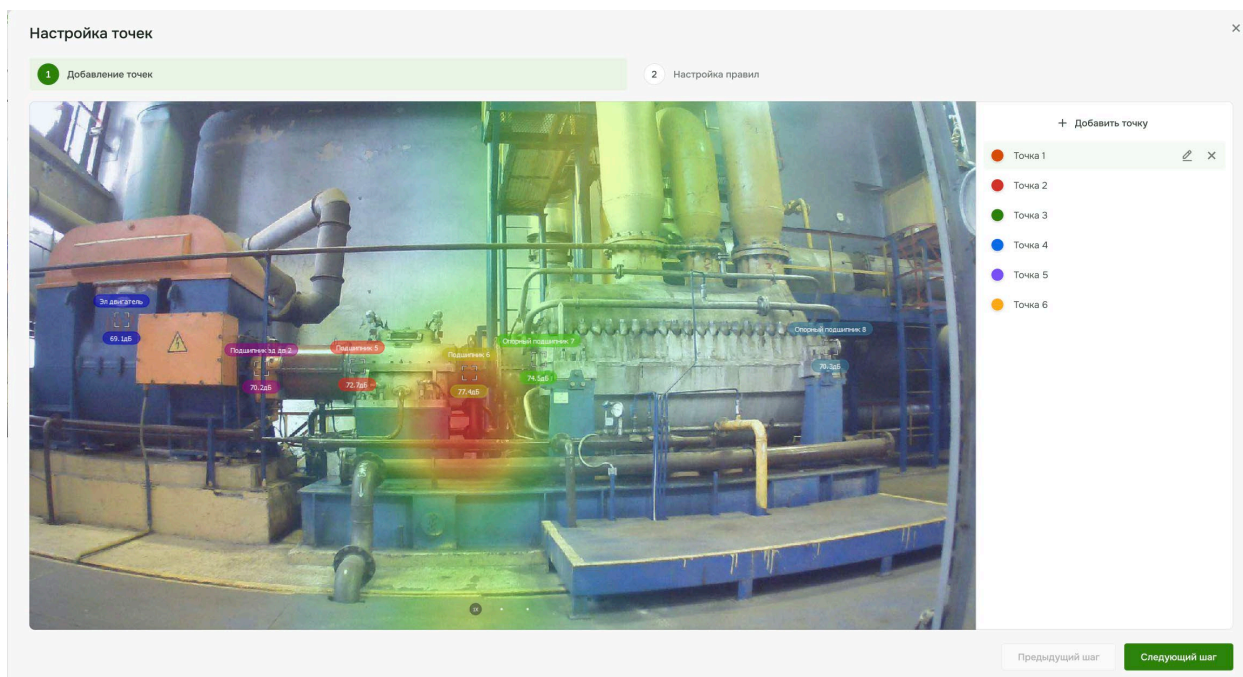 Настройка точек
1 Добавление точек
2 Настройка правил
+ Добавить точку
Точка 1
Точка 2
Точка 3
Точка 4
Точка 5
Точка 6
Эл двигатель
69.1дБ
Подшипник эд дв 2
70.2дБ
Подшипник 5
72.7дБ
Подшипник 6
77.4дБ
Опорный подшипник 7
74.5дБ
Опорный подшипник 8
70.3дБ
Предыдущий шаг
Следующий шаг